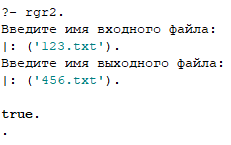 ?- rgr2.
Введите имя входного файла:
|: ('123.txt').
Введите имя выходного файла:
|: ('456.txt').
true.
.